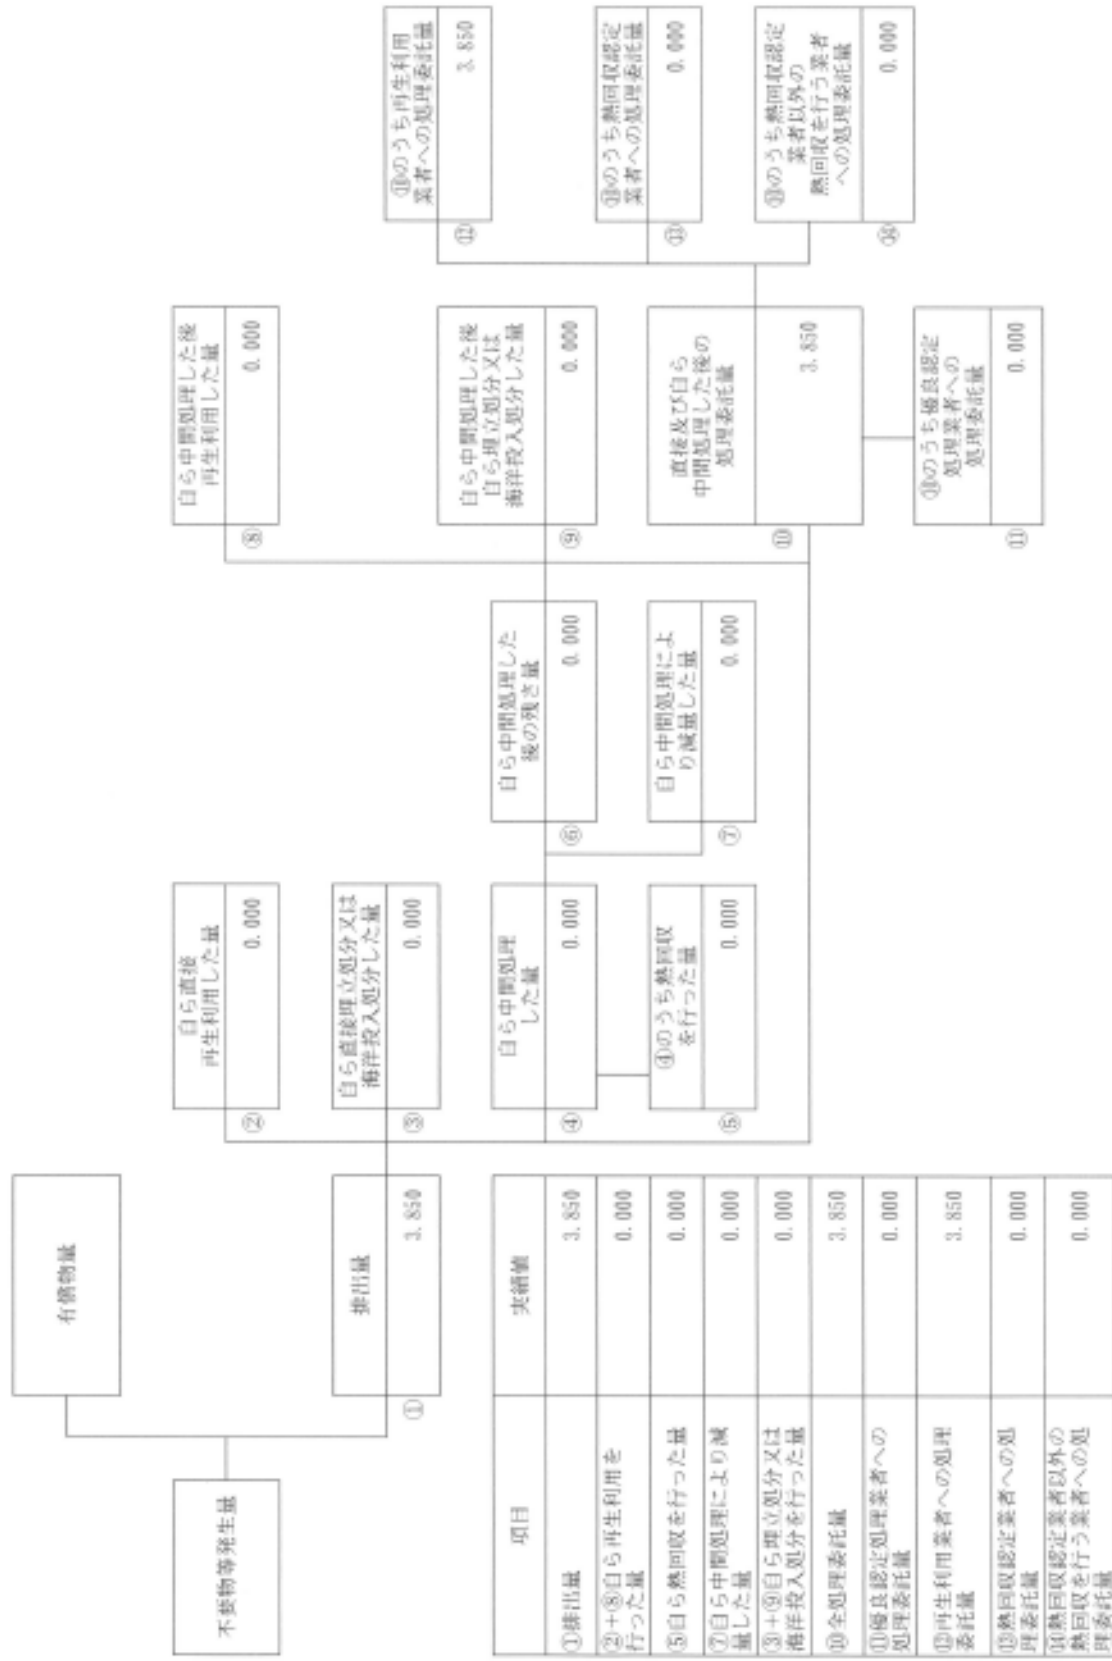 不要物等発生量
有償物量
排出量
①
3.850
自ら直接
再生利用した量
②
0.000
自ら直接埋立処分又は
海洋投入処分した量
③
0.000
自ら中間処理
した量
④
0.000
④のうち熱回収
を行った量
⑤
0.000
自ら中間処理した
後の残さ量
⑥
0.000
自ら中間処理によ
り減量した量
⑦
0.000
自ら中間処理した後
再生利用した量
⑧
0.000
自ら中間処理した後
自ら埋立処分又は
海洋投入処分した量
⑨
0.000
直接及び自ら
中間処理した後の
処理委託量
⑩
3.850
⑩のうち優良認定
処理業者への
処理委託量
⑪
0.000
⑩のうち再生利用
業者への処理委託量
⑫
3.850
⑩のうち熱回収認定
業者への処理委託量
⑬
0.000
⑩のうち熱回収認定
業者以外の
熱回収を行う業者
への処理委託量
⑭
0.000
項目
実績値
①排出量
3.850
②+⑧自ら再生利用を
行った量
0.000
⑤自ら熱回収を行った量
0.000
⑦自ら中間処理により減
量した量
0.000
③+⑨自ら埋立処分又は
海洋投入処分を行った量
0.000
⑩全処理委託量
3.850
⑪優良認定処理業者への
処理委託量
0.000
⑫再生利用業者への処理
委託量
3.850
⑬熱回収認定業者への処
理委託量
0.000
⑭熱回収認定業者以外の
熱回収を行う業者への処
理委託量
0.000